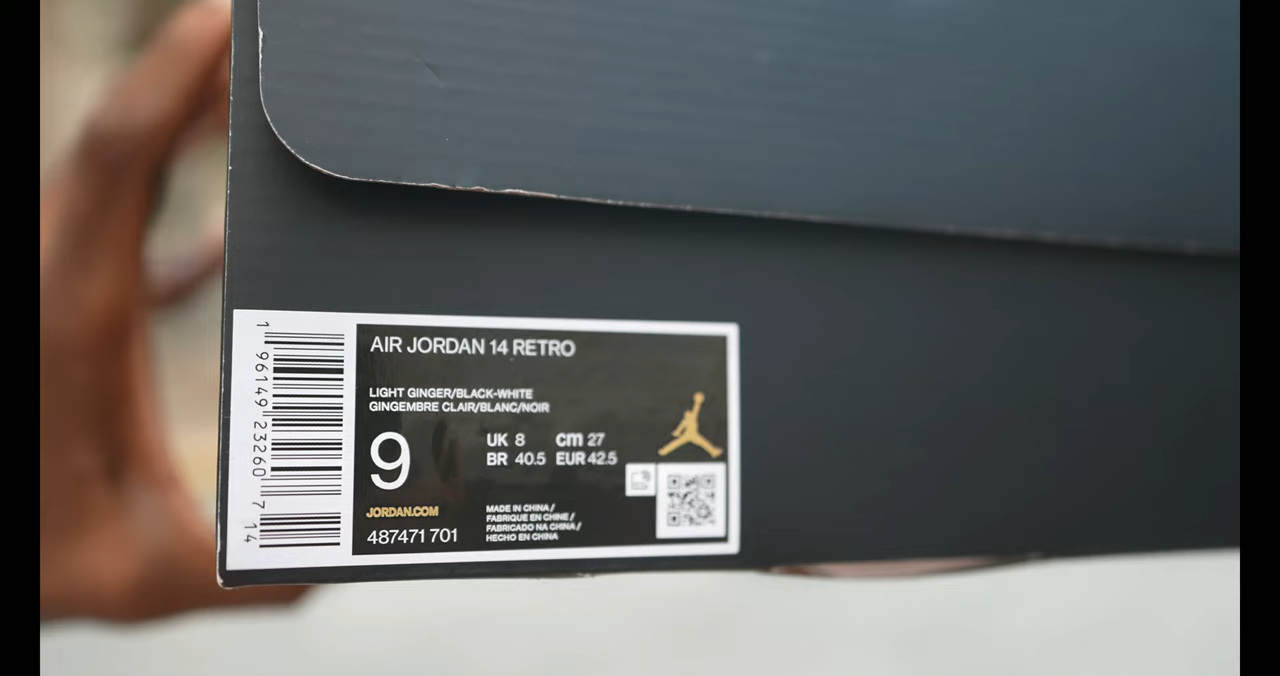 1 96149 23260 7 14
AIR JORDAN 14 RETRO
LIGHT GINGER/BLACK-WHITE
GINGEMBRE CLAIR/BLANC/NOIR
9
UK 8 cm 27
BR 40.5 EUR 42.5
JORDAN.COM
487471 701
MADE IN CHINA /
FABRIQUE EN CHINE /
FABRICADO NA CHINA /
HECHO EN CHINA